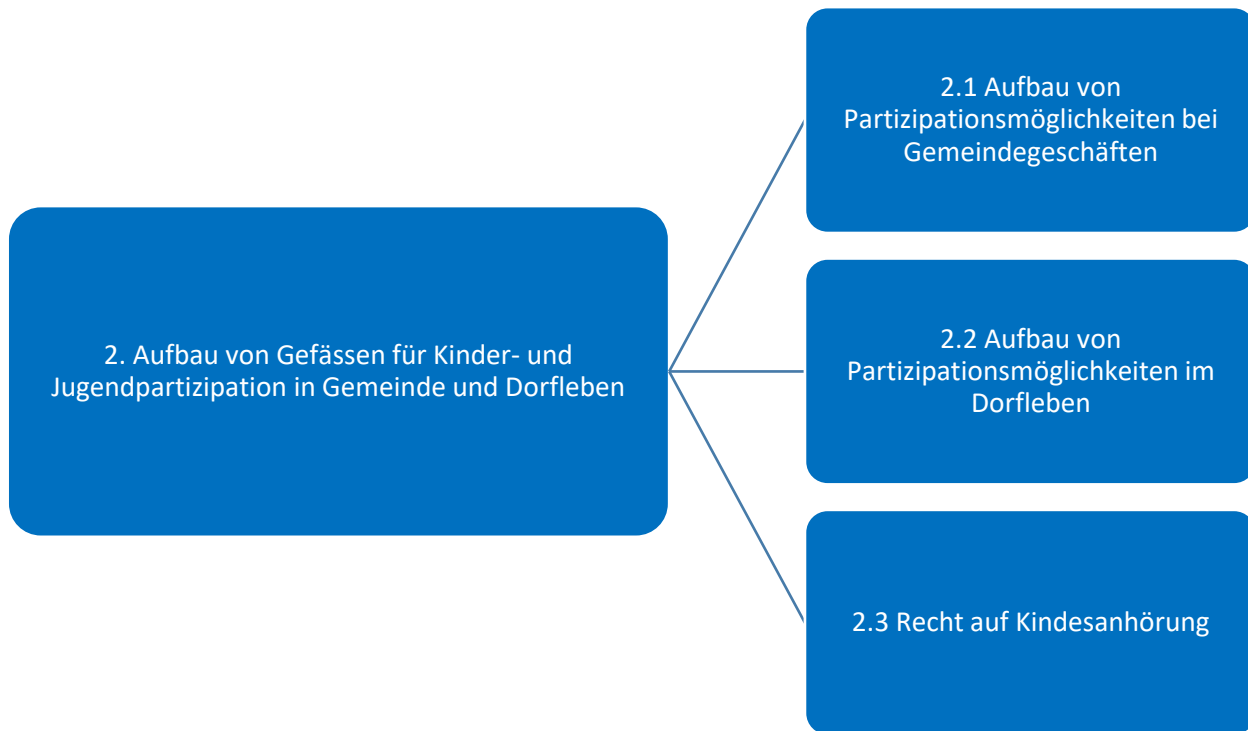 2. Aufbau von Gefässen für Kinder- und
Jugendpartizipation in Gemeinde und Dorfleben
2.1 Aufbau von
Partizipationsmöglichkeiten bei
Gemeindegeschäften
2.2 Aufbau von
Partizipationsmöglichkeiten im
Dorfleben
2.3 Recht auf Kindesanhörung